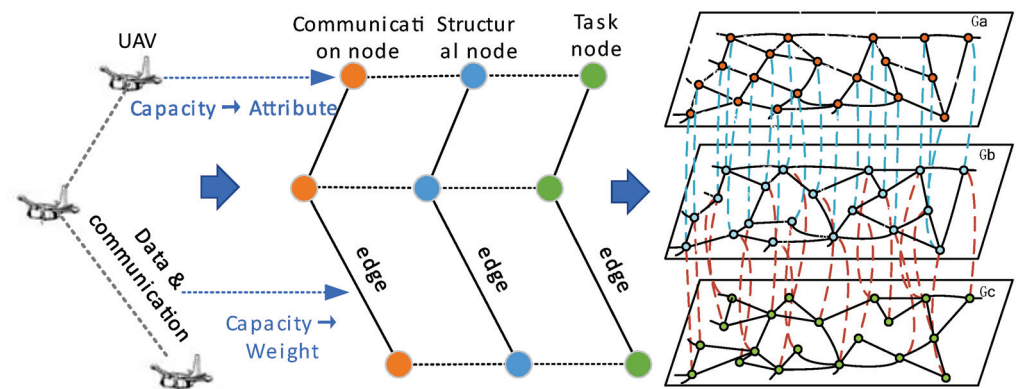 UAV
Communicati
on node
Structur
al node
Task
node
Capacity → Attribute
Data &
communication
Capacity →
Weight
edge
edge
edge
Ga
Gb
Gc